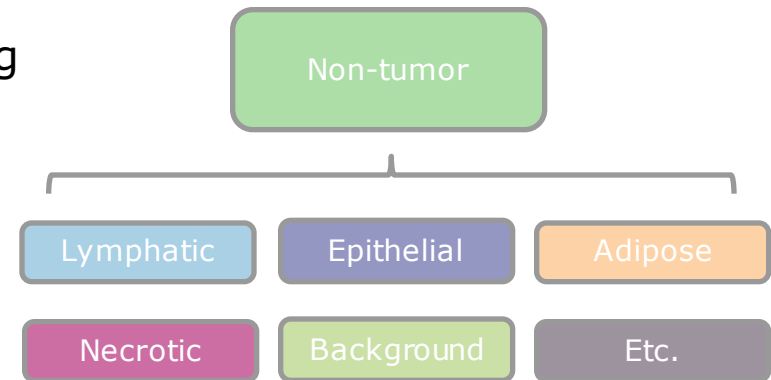 g
Non-tumor
Lymphatic Epithelial Adipose
Necrotic Background Etc.